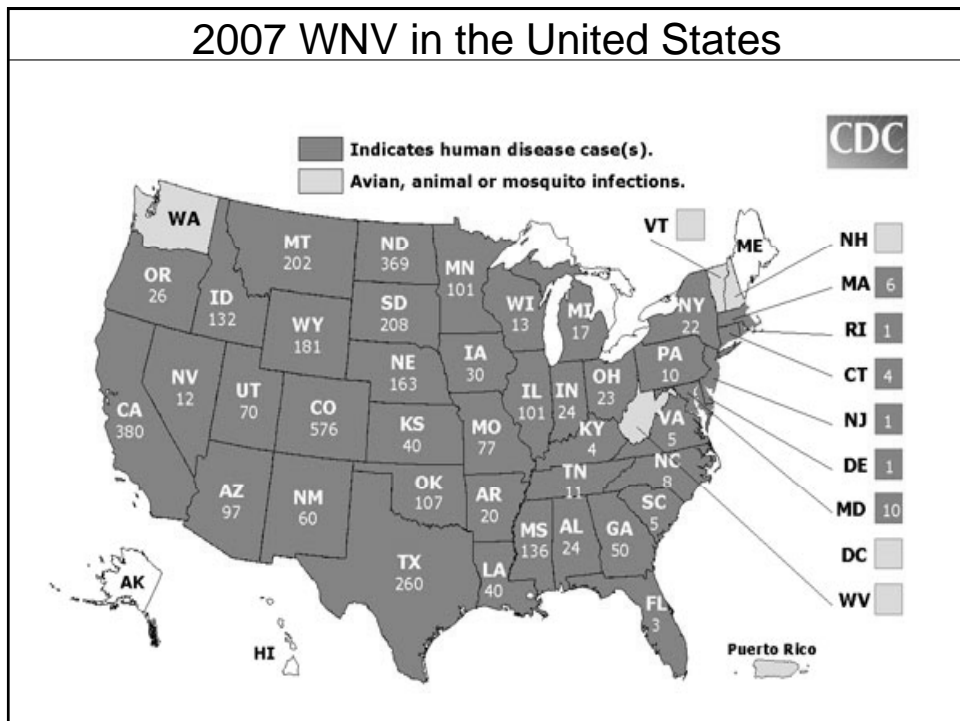 2007 WNV in the United States
CDC
Indicates human disease case(s).
Avian, animal or mosquito infections.
WA
VT
ME
NH
MT
202
ND
369
MN
101
OR
26
ID
132
SD
208
WI
13
MI
17
NY
22
MA 6
WY
181
RI 1
IA
30
PA
10
NE
163
CT 4
NV
12
UT
70
CO
576
IL
101
IN
24
OH
23
CA
380
VA
5
NJ 1
KS
40
MO
77
KY
4
DE 1
NC
8
AZ
97
NM
60
OK
107
AR
20
TN
11
SC
5
MD 10
MS
136
AL
24
GA
50
DC
TX
260
LA
40
AK
WV
FL
3
HI
Puerto Rico